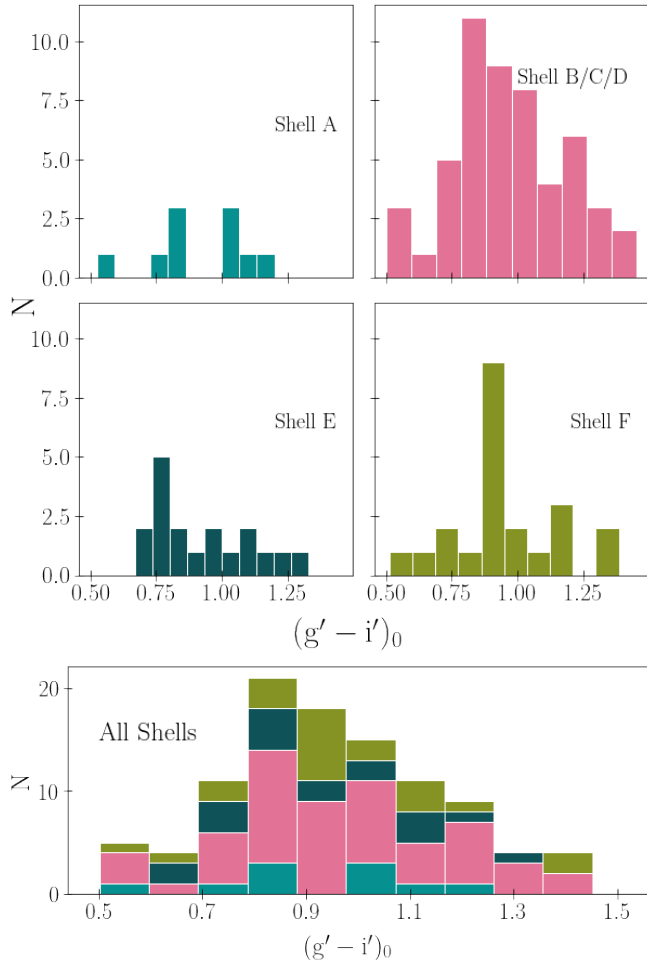 10.0
7.5
5.0
2.5
0.0
Shell A
Shell B/C/D
N
10.0
7.5
5.0
2.5
0.0
Shell E
Shell F
0.50 0.75 1.00 1.25 0.50 0.75 1.00 1.25
(g′ − i′)₀
20
10
0
N
All Shells
0.5 0.7 0.9 1.1 1.3 1.5
(g′ − i′)₀